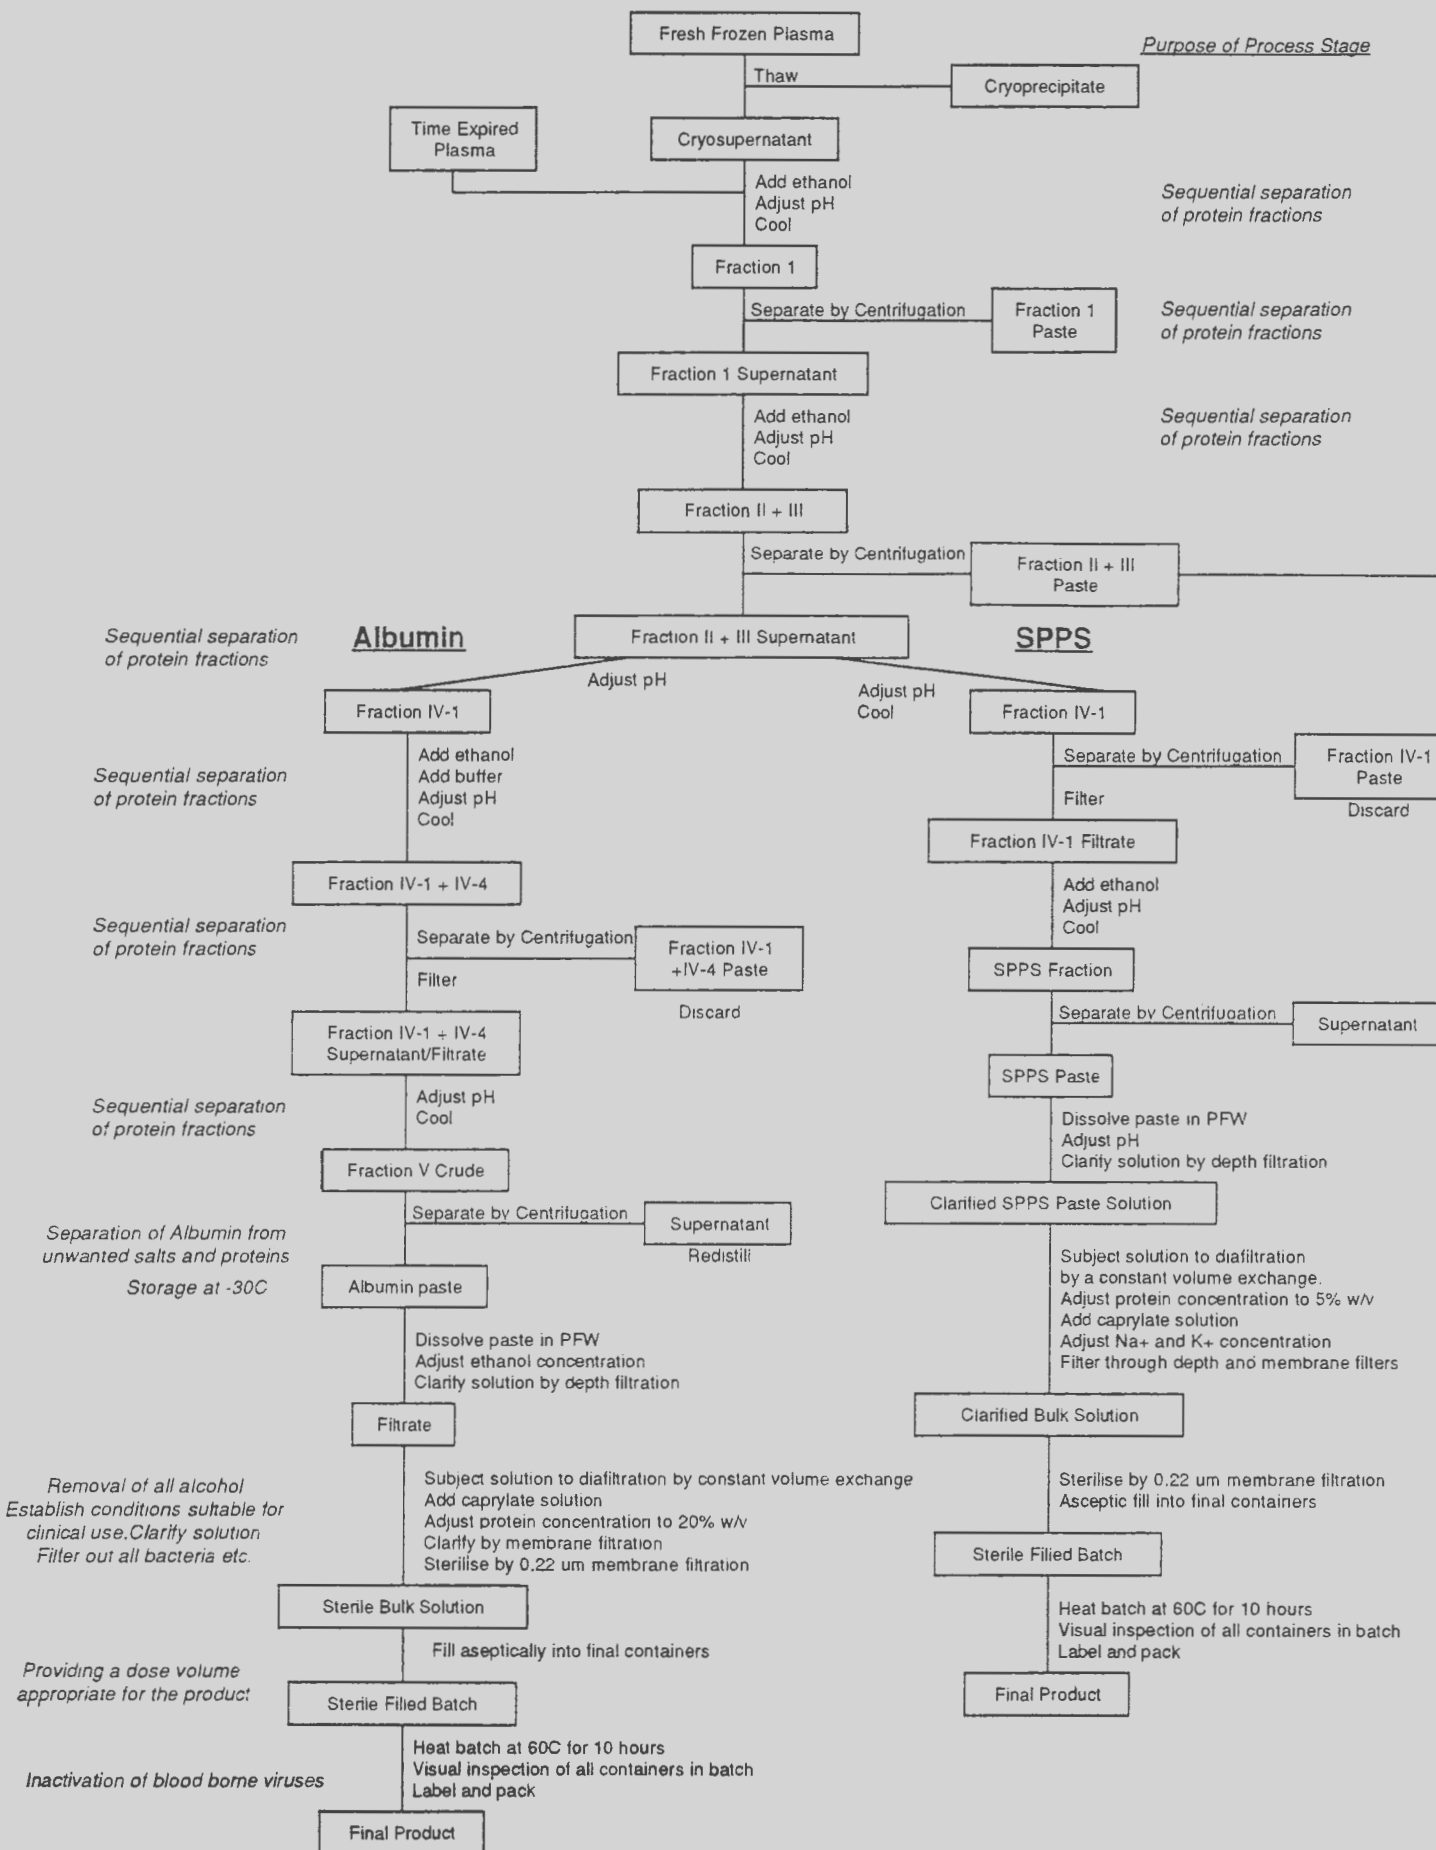 Fresh Frozen Plasma
Purpose of Process Stage
Thaw
Cryoprecipitate
Time Expired
Plasma
Cryosupernatant
Add ethanol
Adjust pH
Cool
Sequential separation
of protein fractions
Fraction 1
Separate by Centrifugation
Fraction 1
Paste
Sequential separation
of protein fractions
Fraction 1 Supernatant
Add ethanol
Adjust pH
Cool
Sequential separation
of protein fractions
Fraction II + III
Separate by Centrifugation
Fraction II + III
Paste
Sequential separation
of protein fractions
Albumin
Fraction II + III Supernatant
SPPS
Adjust pH
Adjust pH
Cool
Fraction IV-1
Fraction IV-1
Add ethanol
Add buffer
Adjust pH
Cool
Sequential separation
of protein fractions
Separate by Centrifugation
Fraction IV-1
Paste
Discard
Filter
Fraction IV-1 Filtrate
Fraction IV-1 + IV-4
Add ethanol
Adjust pH
Cool
Sequential separation
of protein fractions
Separate by Centrifugation
Fraction IV-1
+IV-4 Paste
Discard
Filter
SPPS Fraction
Separate by Centrifugation
Supernatant
Fraction IV-1 + IV-4
Supernatant/Filtrate
SPPS Paste
Sequential separation
of protein fractions
Adjust pH
Cool
Dissolve paste in PFW
Adjust pH
Clarify solution by depth filtration
Fraction V Crude
Clarified SPPS Paste Solution
Separate by Centrifugation
Supernatant
Redistill
Separation of Albumin from
unwanted salts and proteins
Storage at -30C
Albumin paste
Subject solution to diafiltration
by a constant volume exchange.
Adjust protein concentration to 5% w/v
Add caprylate solution
Adjust Na+ and K+ concentration
Filter through depth and membrane filters
Dissolve paste in PFW
Adjust ethanol concentration
Clarify solution by depth filtration
Filtrate
Clarified Bulk Solution
Removal of all alcohol
Establish conditions suitable for
clinical use.Clarify solution
Filter out all bacteria etc.
Subject solution to diafiltration by constant volume exchange
Add caprylate solution
Adjust protein concentration to 20% w/v
Clarify by membrane filtration
Sterilise by 0.22 um membrane filtration
Sterilise by 0.22 um membrane filtration
Asceptic fill into final containers
Sterile Filled Batch
Sterile Bulk Solution
Heat batch at 60C for 10 hours
Visual inspection of all containers in batch
Label and pack
Fill aseptically into final containers
Providing a dose volume
appropriate for the product
Sterile Filled Batch
Final Product
Heat batch at 60C for 10 hours
Visual inspection of all containers in batch
Label and pack
Inactivation of blood borne viruses
Final Product